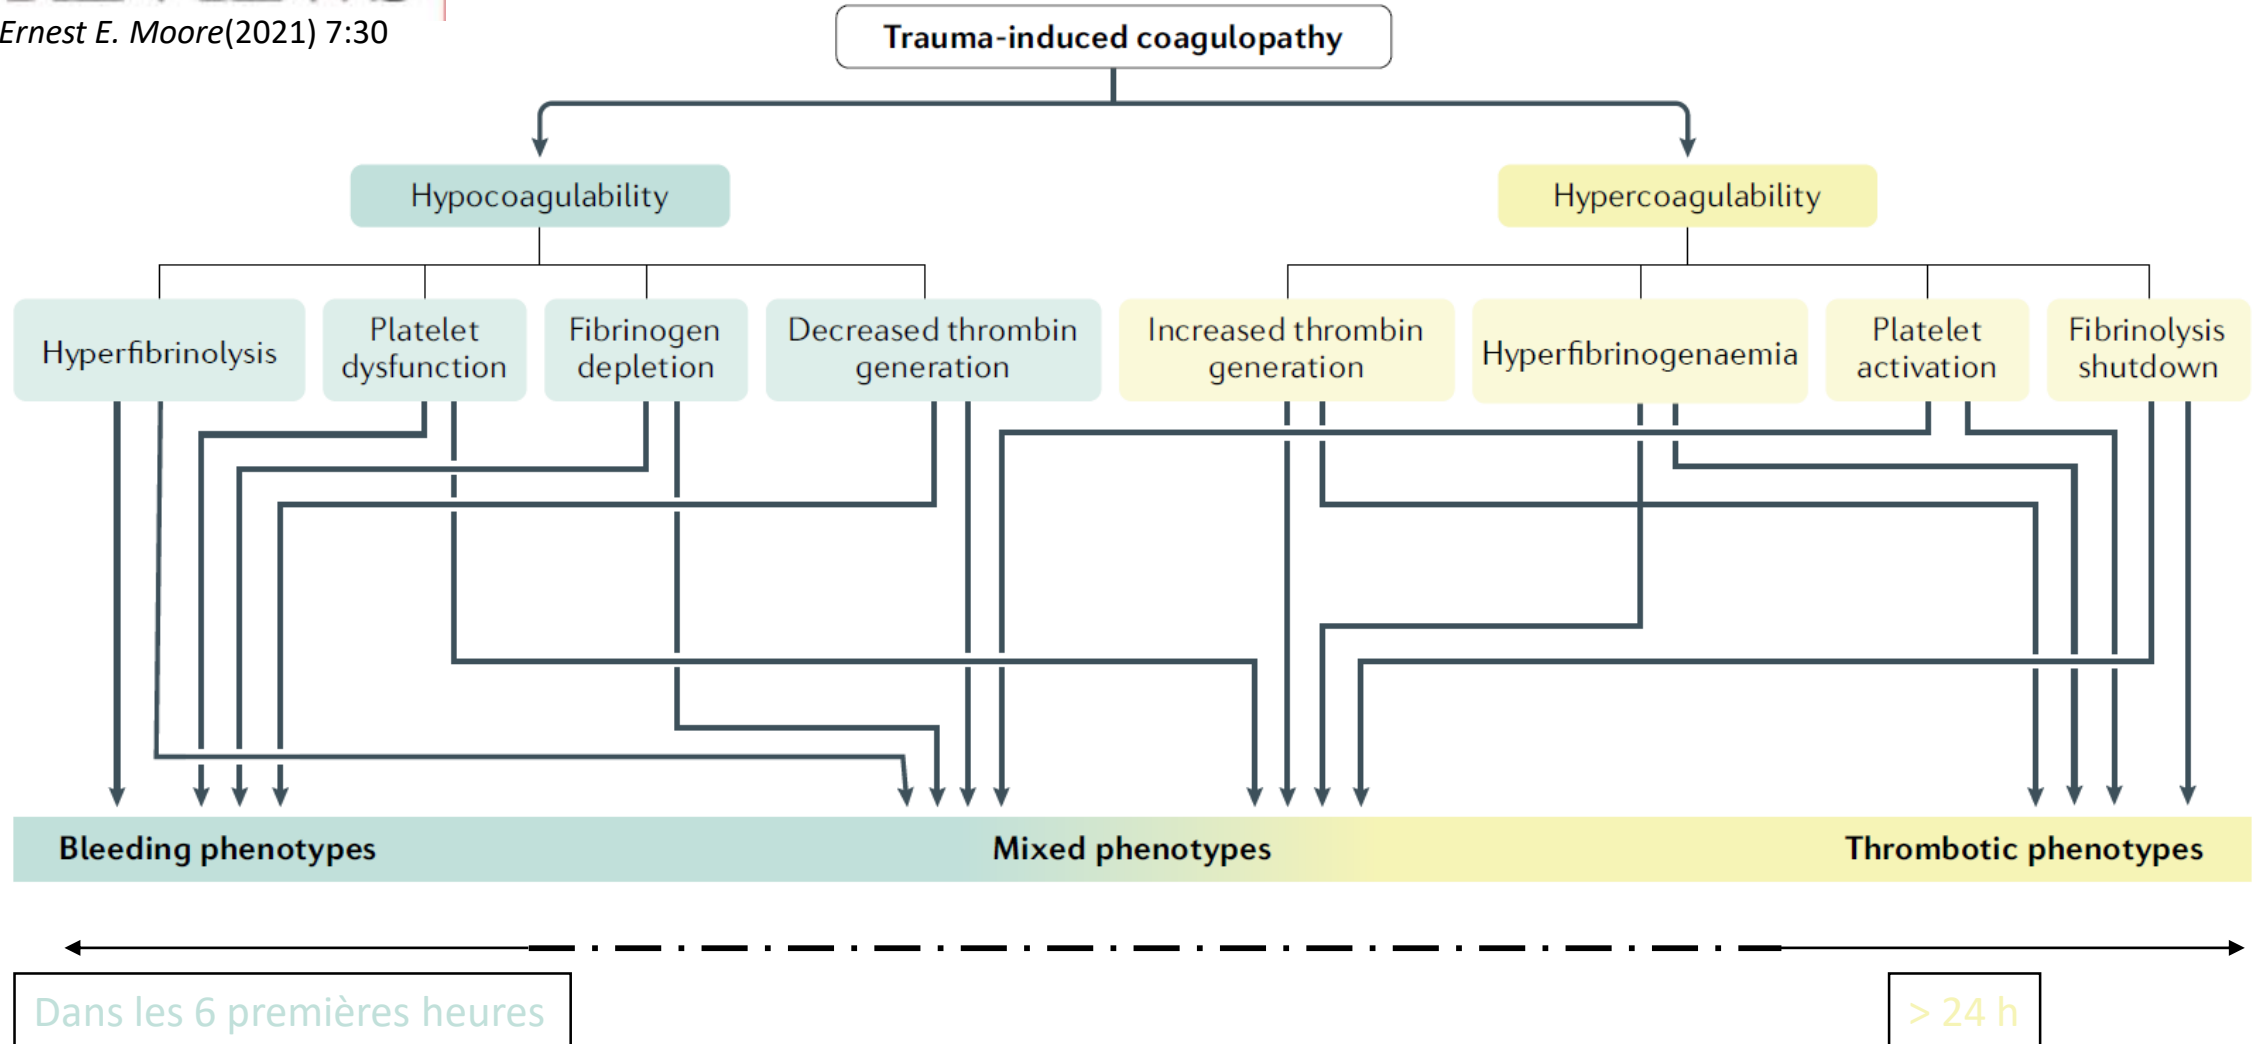 Ernest E. Moore(2021) 7:30
Trauma-induced coagulopathy
Hypocoagulability
Hypercoagulability
Hyperfibrinolysis
Platelet
dysfunction
Fibrinogen
depletion
Decreased thrombin
generation
Increased thrombin
generation
Hyperfibrinogenaemia
Platelet
activation
Fibrinolysis
shutdown
Bleeding phenotypes
Mixed phenotypes
Thrombotic phenotypes
Dans les 6 premières heures
> 24 h